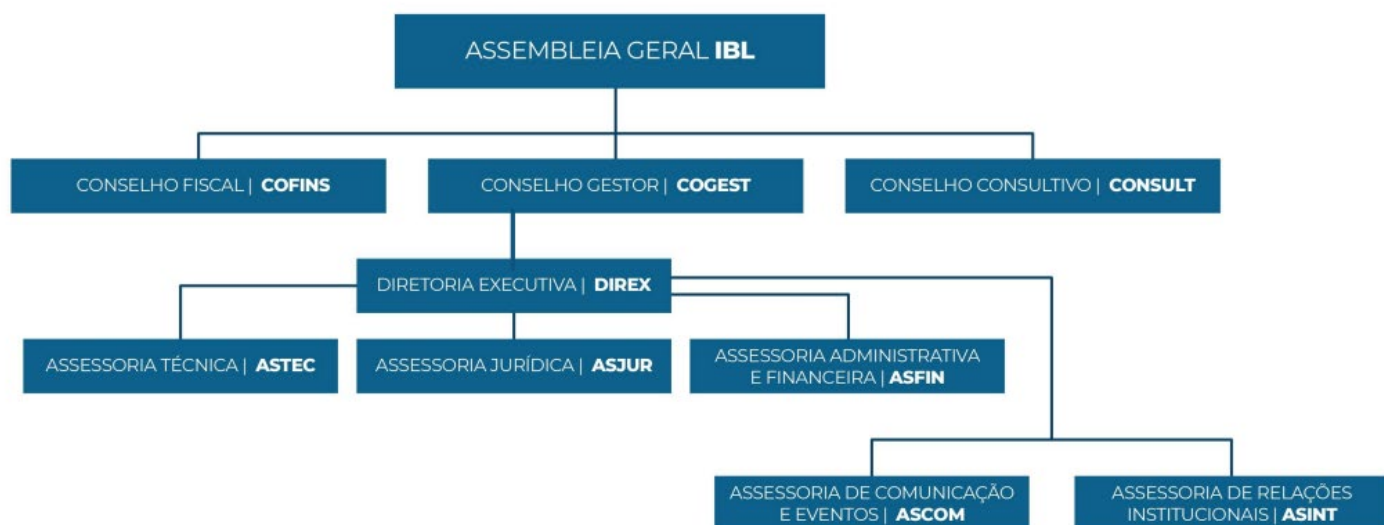 ASSEMBLEIA GERAL IBL
CONSELHO FISCAL | COFINS
CONSELHO GESTOR | COGEST
CONSELHO CONSULTIVO | CONSULT
DIRETORIA EXECUTIVA | DIREX
ASSESSORIA TÉCNICA | ASTEC
ASSESSORIA JURÍDICA | ASJUR
ASSESSORIA ADMINISTRATIVA
E FINANCEIRA | ASFIN
ASSESSORIA DE COMUNICAÇÃO
E EVENTOS | ASCOM
ASSESSORIA DE RELAÇÕES
INSTITUCIONAIS | ASINT